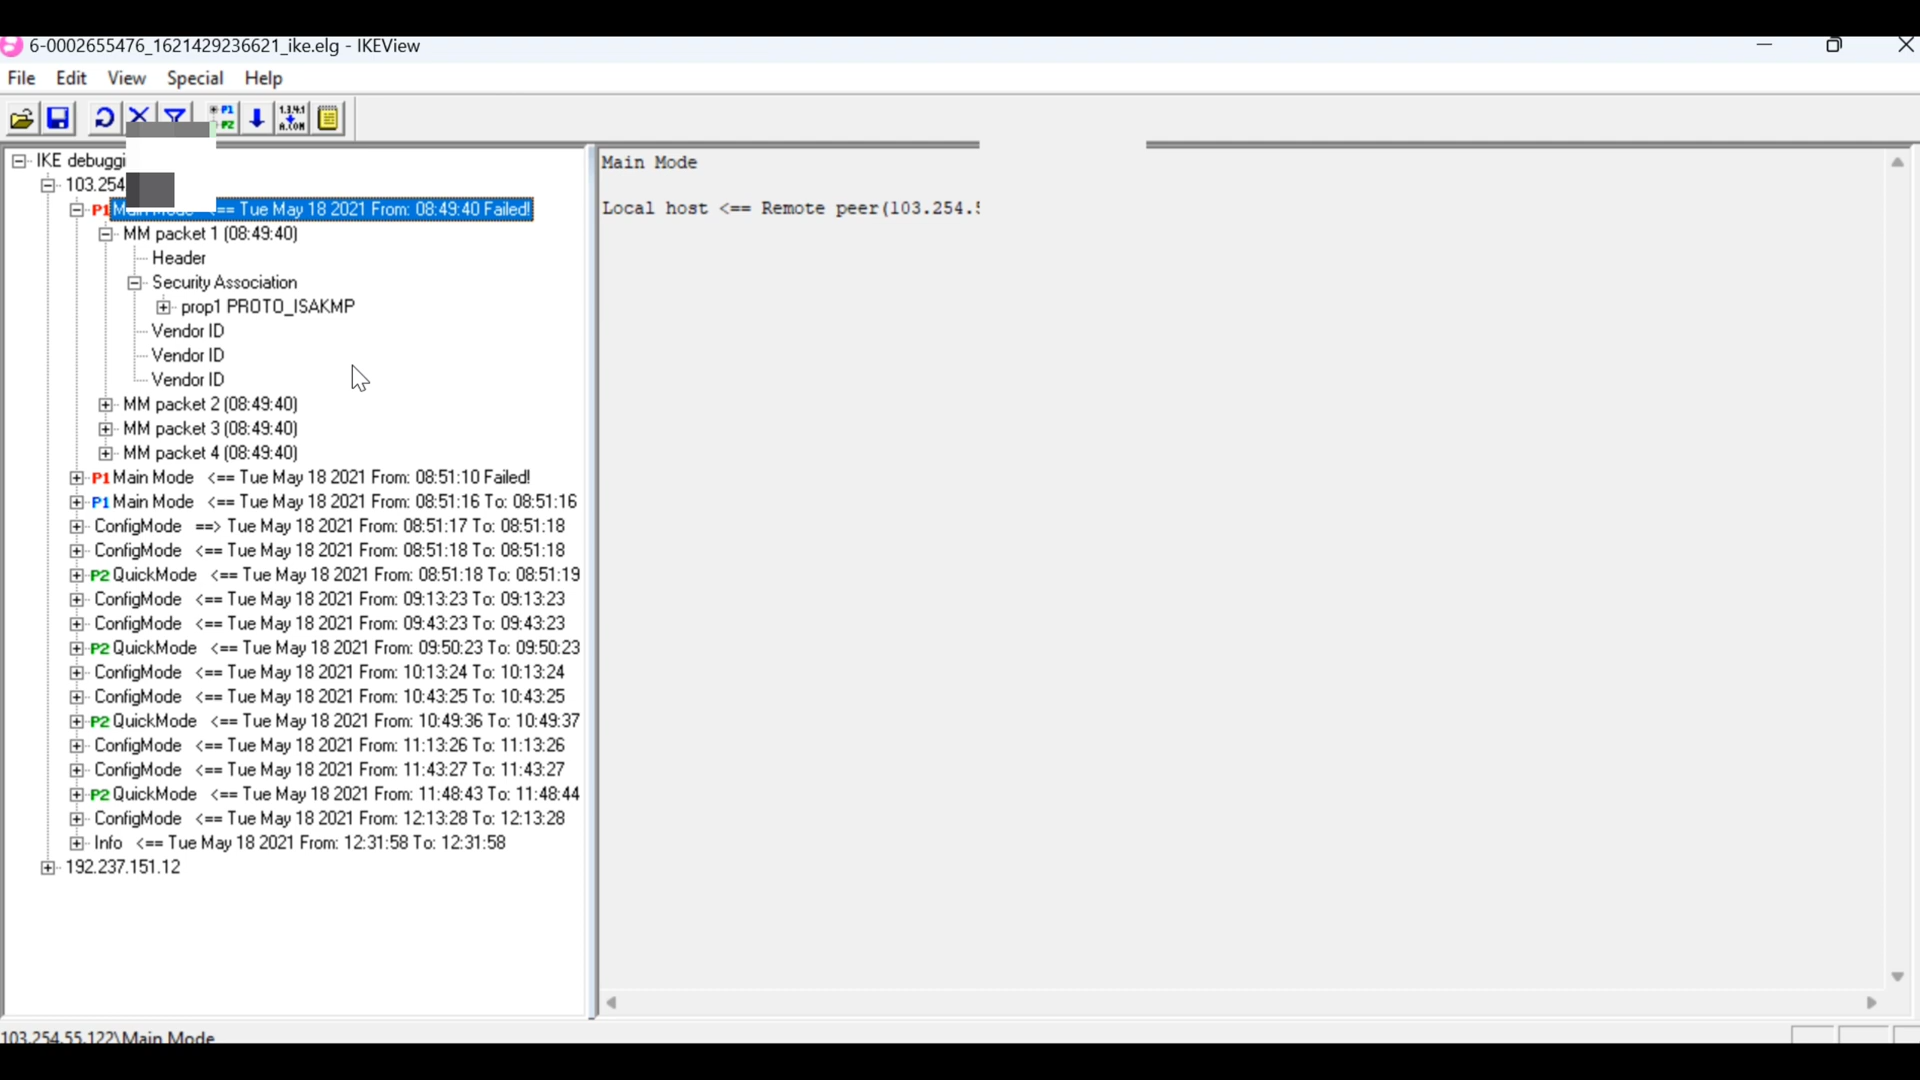 6-0002655476_1621429236621_ike.elg - IKEView
File Edit View Special Help
P1 P2 1.3.4.1 A.COM
IKE debuggi
103.254
P1 <== Tue May 18 2021 From: 08:49:40 Failed!
MM packet 1 (08:49:40)
Header
Security Association
prop1 PROTO_ISAKMP
Vendor ID
Vendor ID
Vendor ID
MM packet 2 (08:49:40)
MM packet 3 (08:49:40)
MM packet 4 (08:49:40)
P1 Main Mode <== Tue May 18 2021 From: 08:51:10 Failed!
P1 Main Mode <== Tue May 18 2021 From: 08:51:16 To: 08:51:16
ConfigMode ==> Tue May 18 2021 From: 08:51:17 To: 08:51:18
ConfigMode <== Tue May 18 2021 From: 08:51:18 To: 08:51:18
P2 QuickMode <== Tue May 18 2021 From: 08:51:18 To: 08:51:19
ConfigMode <== Tue May 18 2021 From: 09:13:23 To: 09:13:23
ConfigMode <== Tue May 18 2021 From: 09:43:23 To: 09:43:23
P2 QuickMode <== Tue May 18 2021 From: 09:50:23 To: 09:50:23
ConfigMode <== Tue May 18 2021 From: 10:13:24 To: 10:13:24
ConfigMode <== Tue May 18 2021 From: 10:43:25 To: 10:43:25
P2 QuickMode <== Tue May 18 2021 From: 10:49:36 To: 10:49:37
ConfigMode <== Tue May 18 2021 From: 11:13:26 To: 11:13:26
ConfigMode <== Tue May 18 2021 From: 11:43:27 To: 11:43:27
P2 QuickMode <== Tue May 18 2021 From: 11:48:43 To: 11:48:44
ConfigMode <== Tue May 18 2021 From: 12:13:28 To: 12:13:28
Info <== Tue May 18 2021 From: 12:31:58 To: 12:31:58
192.237.151.12
Main Mode
Local host <== Remote peer(103.254.5
103.254.55.122\Main Mode